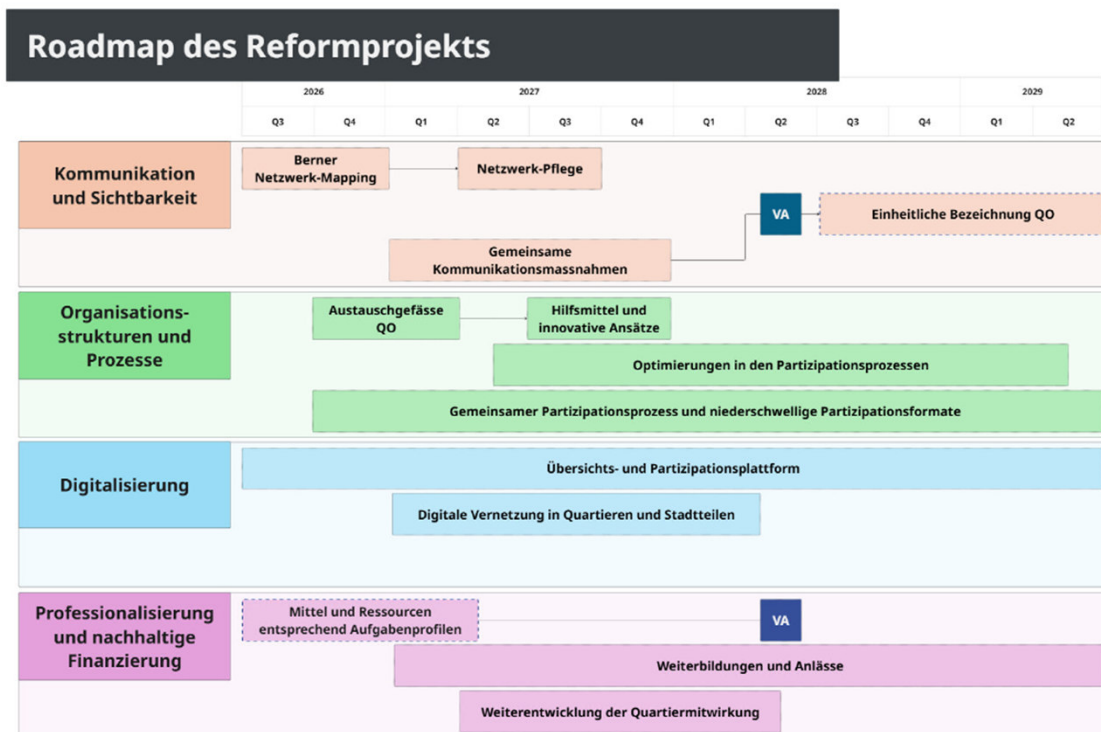 Roadmap des Reformprojekts
2026 2027 2028 2029
Q3 Q4 Q1 Q2 Q3 Q4 Q1 Q2 Q3 Q4 Q1 Q2
Kommunikation
und Sichtbarkeit
Berner
Netzwerk-Mapping
Netzwerk-Pflege
VA
Einheitliche Bezeichnung QO
Gemeinsame
Kommunikationsmassnahmen
Organisations-
strukturen und
Prozesse
Austauschgefässe
QO
Hilfsmittel und
innovative Ansätze
Optimierungen in den Partizipationsprozessen
Gemeinsamer Partizipationsprozess und niederschwellige Partizipationsformate
Digitalisierung
Übersichts- und Partizipationsplattform
Digitale Vernetzung in Quartieren und Stadtteilen
Professionalisierung
und nachhaltige
Finanzierung
Mittel und Ressourcen
entsprechend Aufgabenprofilen
VA
Weiterbildungen und Anlässe
Weiterentwicklung der Quartiermitwirkung